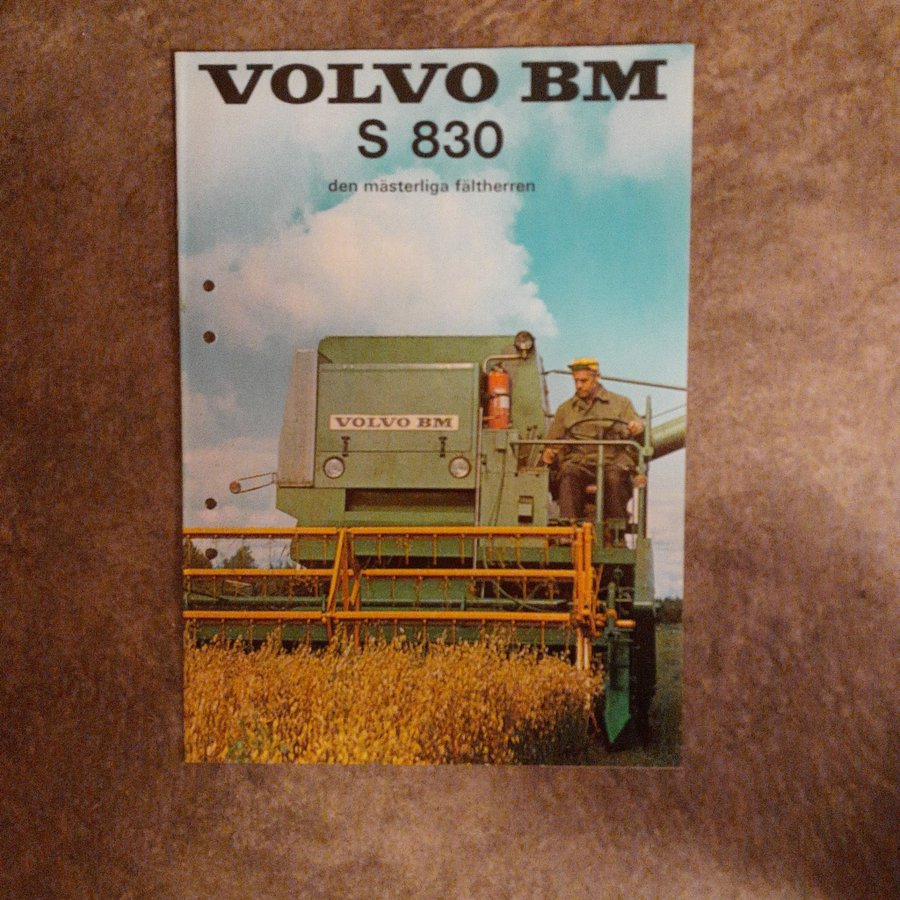 VOLVO BM
S 830
den mästerliga fältherren
VOLVO BM